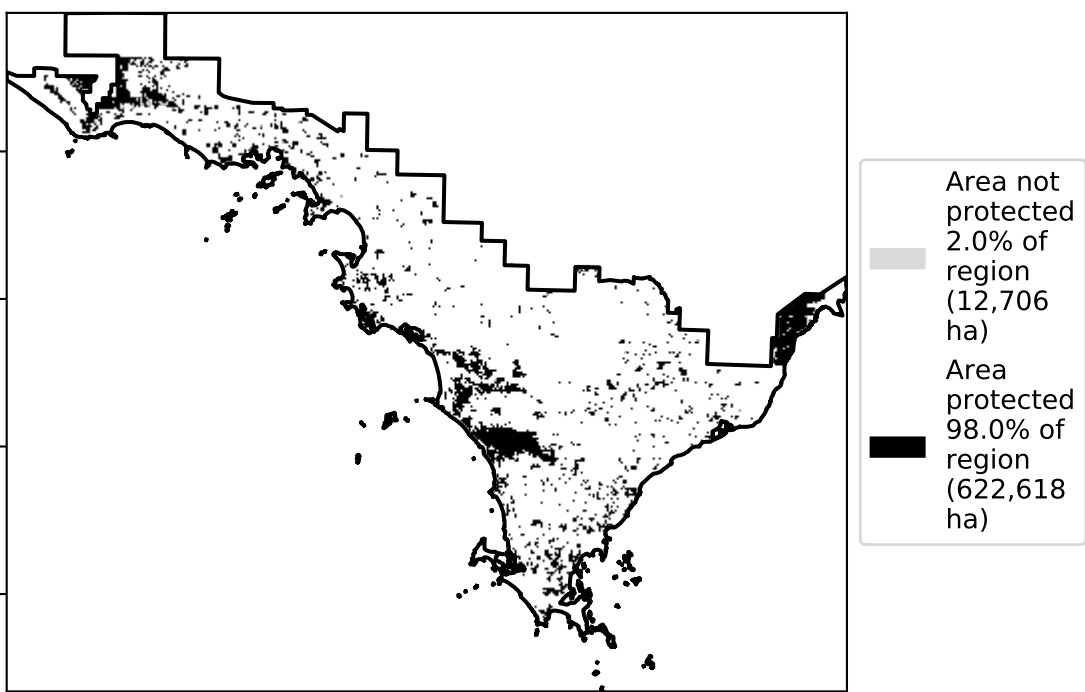 Area not
protected
2.0% of
region
(12,706
ha)
Area
protected
98.0% of
region
(622,618
ha)